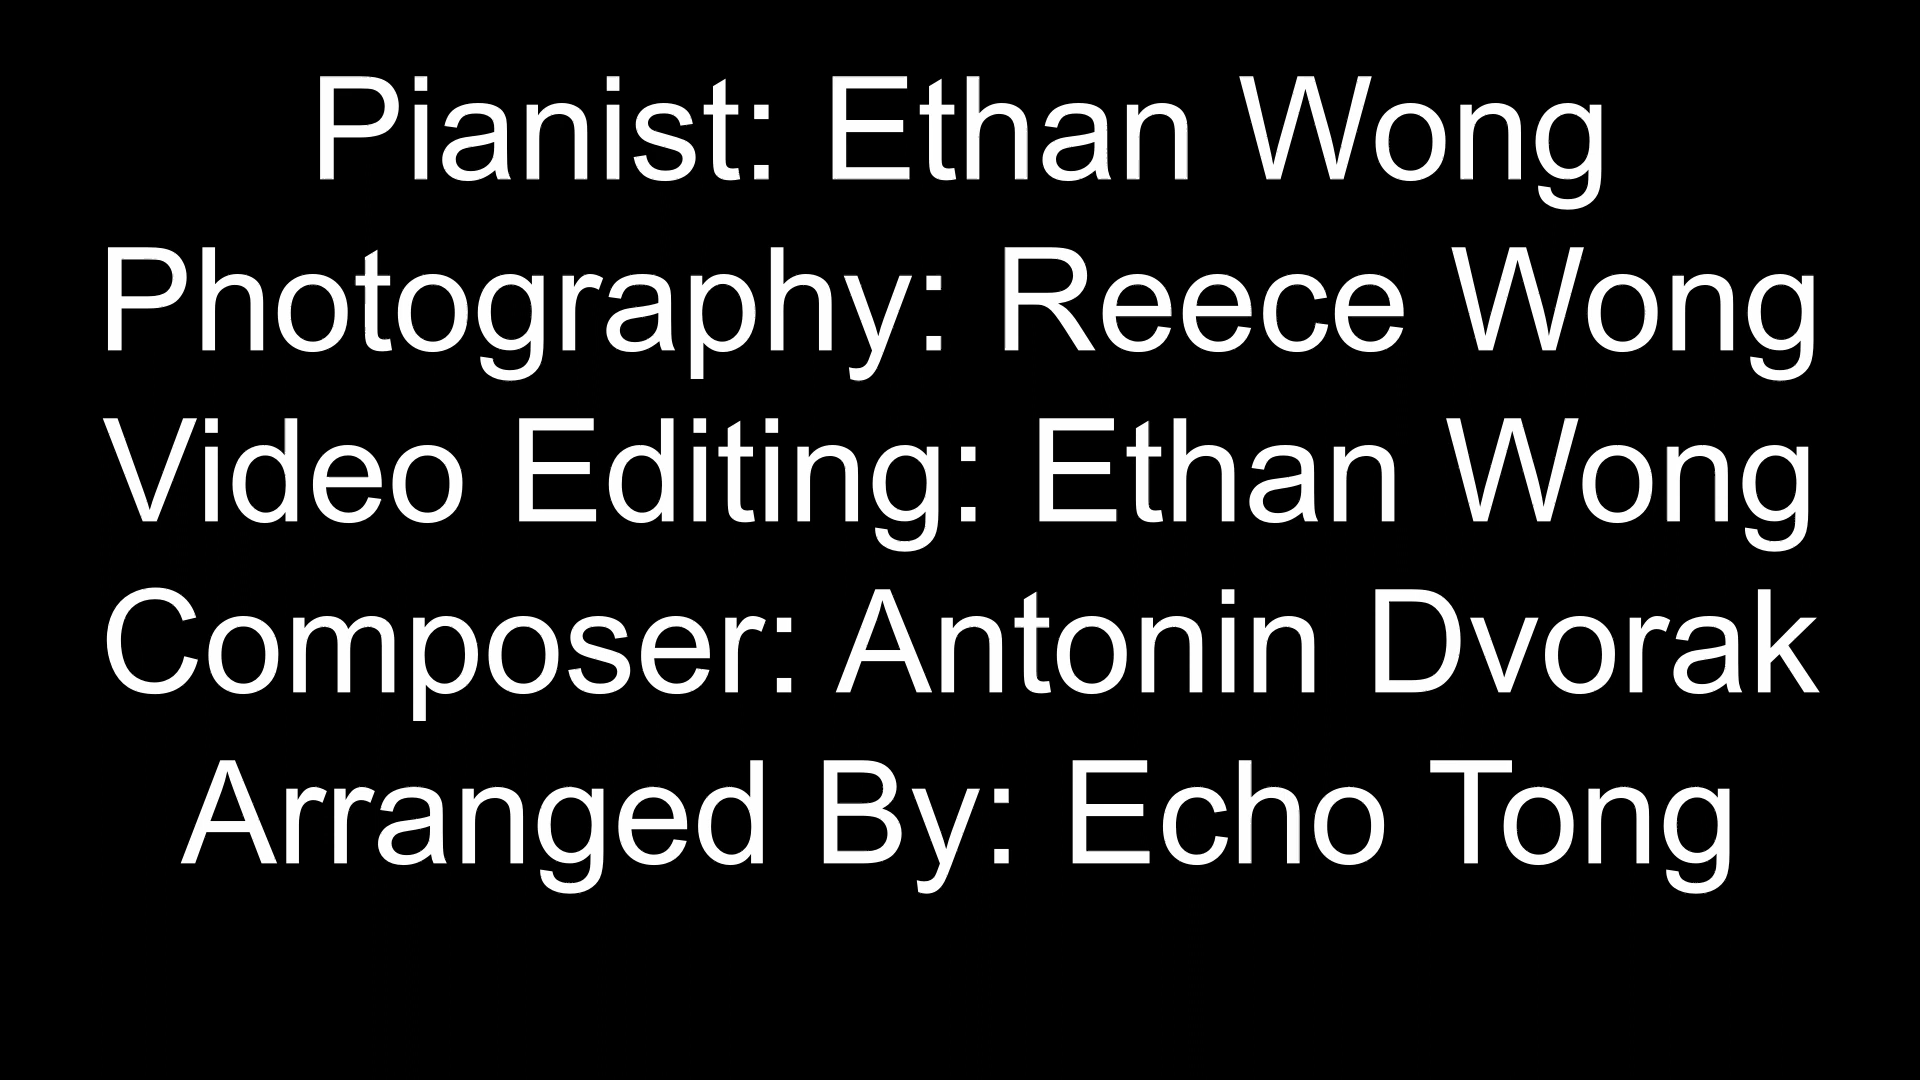 Pianist: Ethan Wong
Photography: Reece Wong
Video Editing: Ethan Wong
Composer: Antonin Dvorak
Arranged By: Echo Tong